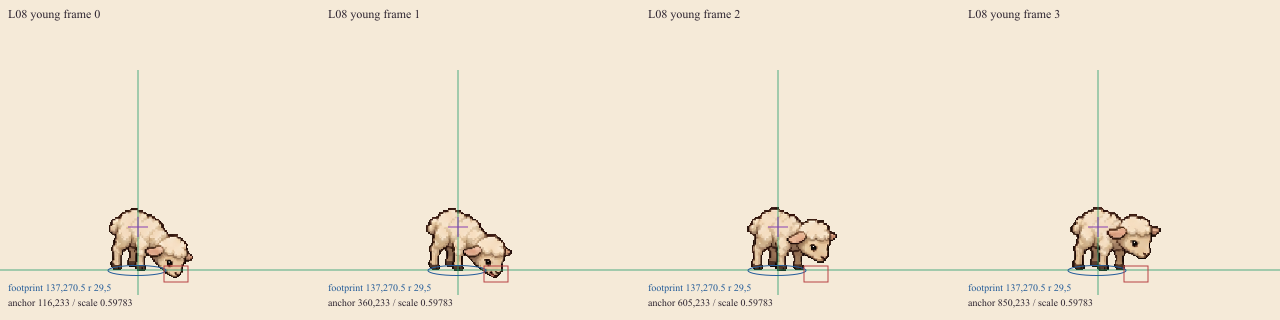 L08 young frame 0
L08 young frame 1
L08 young frame 2
L08 young frame 3
footprint 137,270.5 r 29,5
footprint 137,270.5 r 29,5
footprint 137,270.5 r 29,5
footprint 137,270.5 r 29,5
anchor 116,233 / scale 0.59783
anchor 360,233 / scale 0.59783
anchor 605,233 / scale 0.59783
anchor 850,233 / scale 0.59783